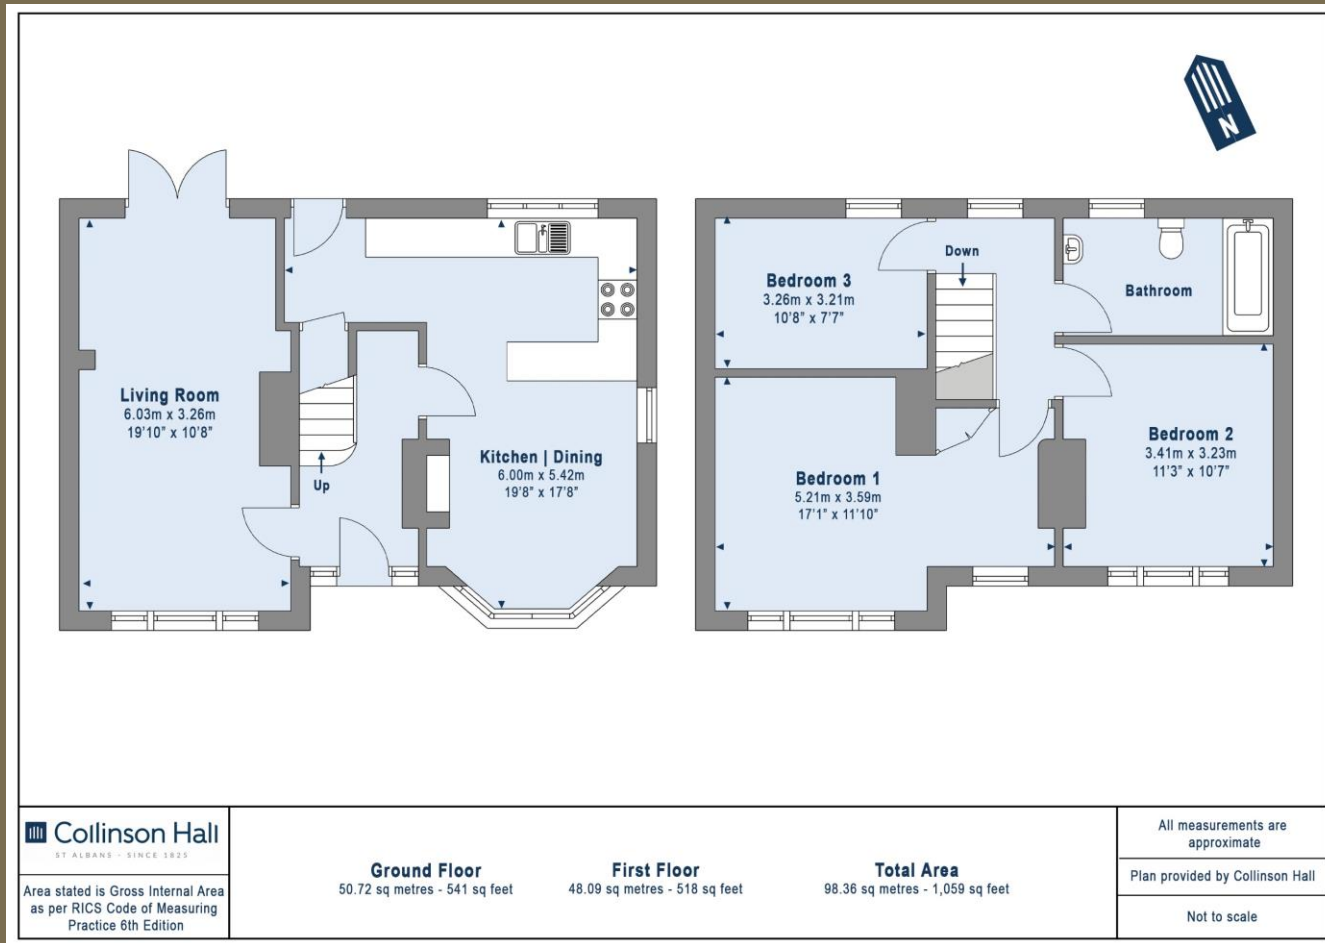 N
Living Room
6.03m x 3.26m
19'10" x 10'8"
Up
Kitchen | Dining
6.00m x 5.42m
19'8" x 17'8"
Down
Bedroom 3
3.26m x 3.21m
10'8" x 7'7"
Bathroom
Bedroom 1
5.21m x 3.59m
17'1" x 11'10"
Bedroom 2
3.41m x 3.23m
11'3" x 10'7"
Collinson Hall
ST ALBANS - SINCE 1825
Area stated is Gross Internal Area
as per RICS Code of Measuring
Practice 6th Edition
Ground Floor
50.72 sq metres - 541 sq feet
First Floor
48.09 sq metres - 518 sq feet
Total Area
98.36 sq metres - 1,059 sq feet
All measurements are
approximate
Plan provided by Collinson Hall
Not to scale